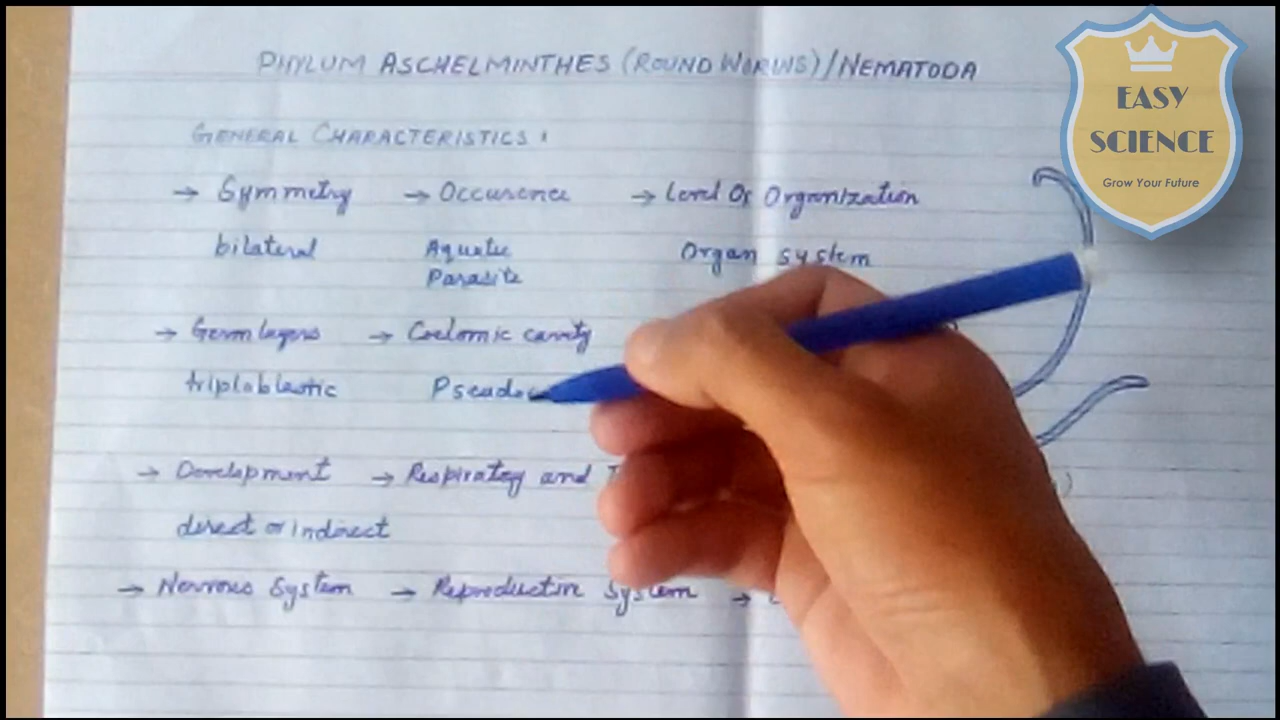 PHYLUM ASCHELMINTHES (ROUND WORMS)/NEMATODA
EASY
SCIENCE
Grow Your Future
GENERAL CHARACTERISTICS:
→ Symmetry → Occurence → Level Of Organization
bilateral Aquatic Organ system
Parasite
→ Germ layers → Coelomic cavity
triploblastic Pseudo
→ Development → Respiratory and
direct or indirect
→ Nervous System → Reproductive System →